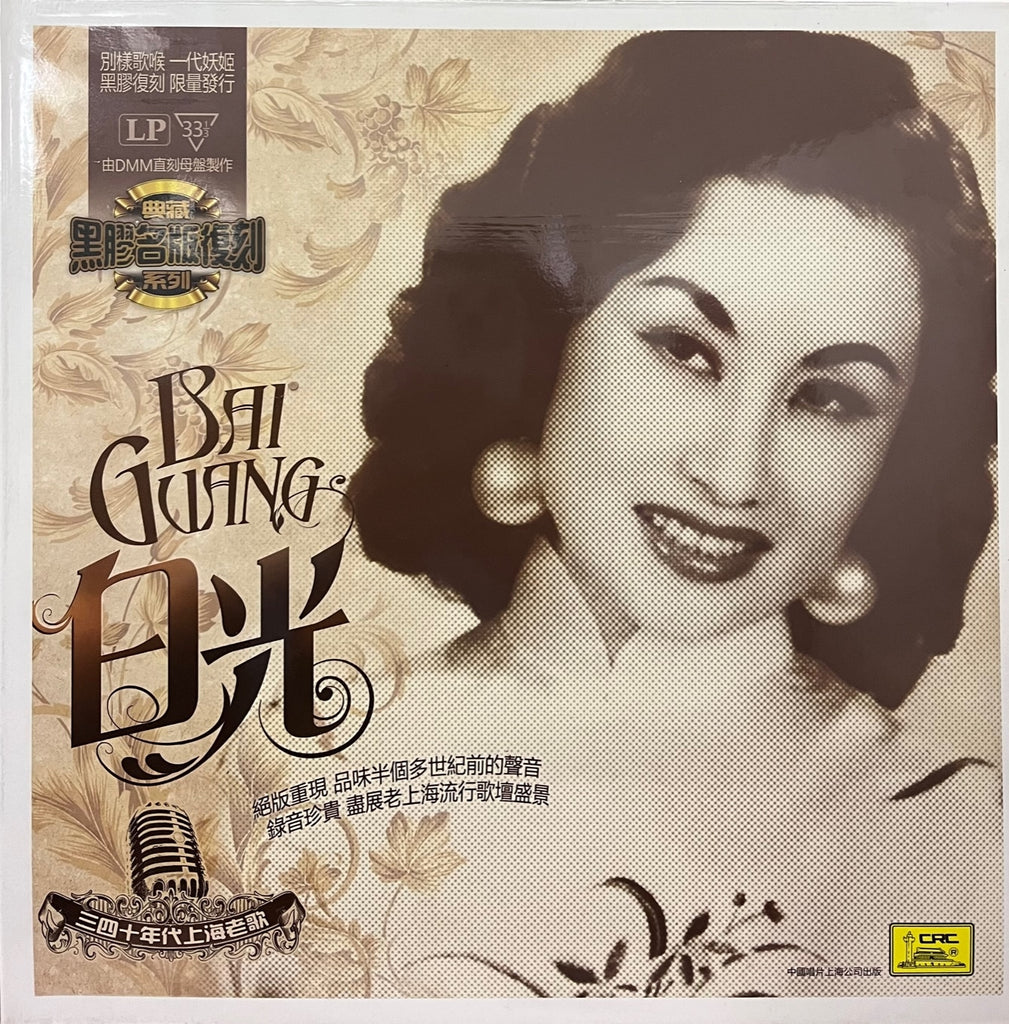 別樣歌喉 一代妖姬
黑膠復刻 限量發行
LP 33 1/3
由DMM直刻母盤製作
典藏
黑膠名版復刻
系列
BAI
GUANG
白光
絕版重現 品味半個多世紀前的聲音
錄音珍貴 盡展老上海流行歌壇盛景
三四十年代上海老歌
CRC
®
中國唱片上海公司出版